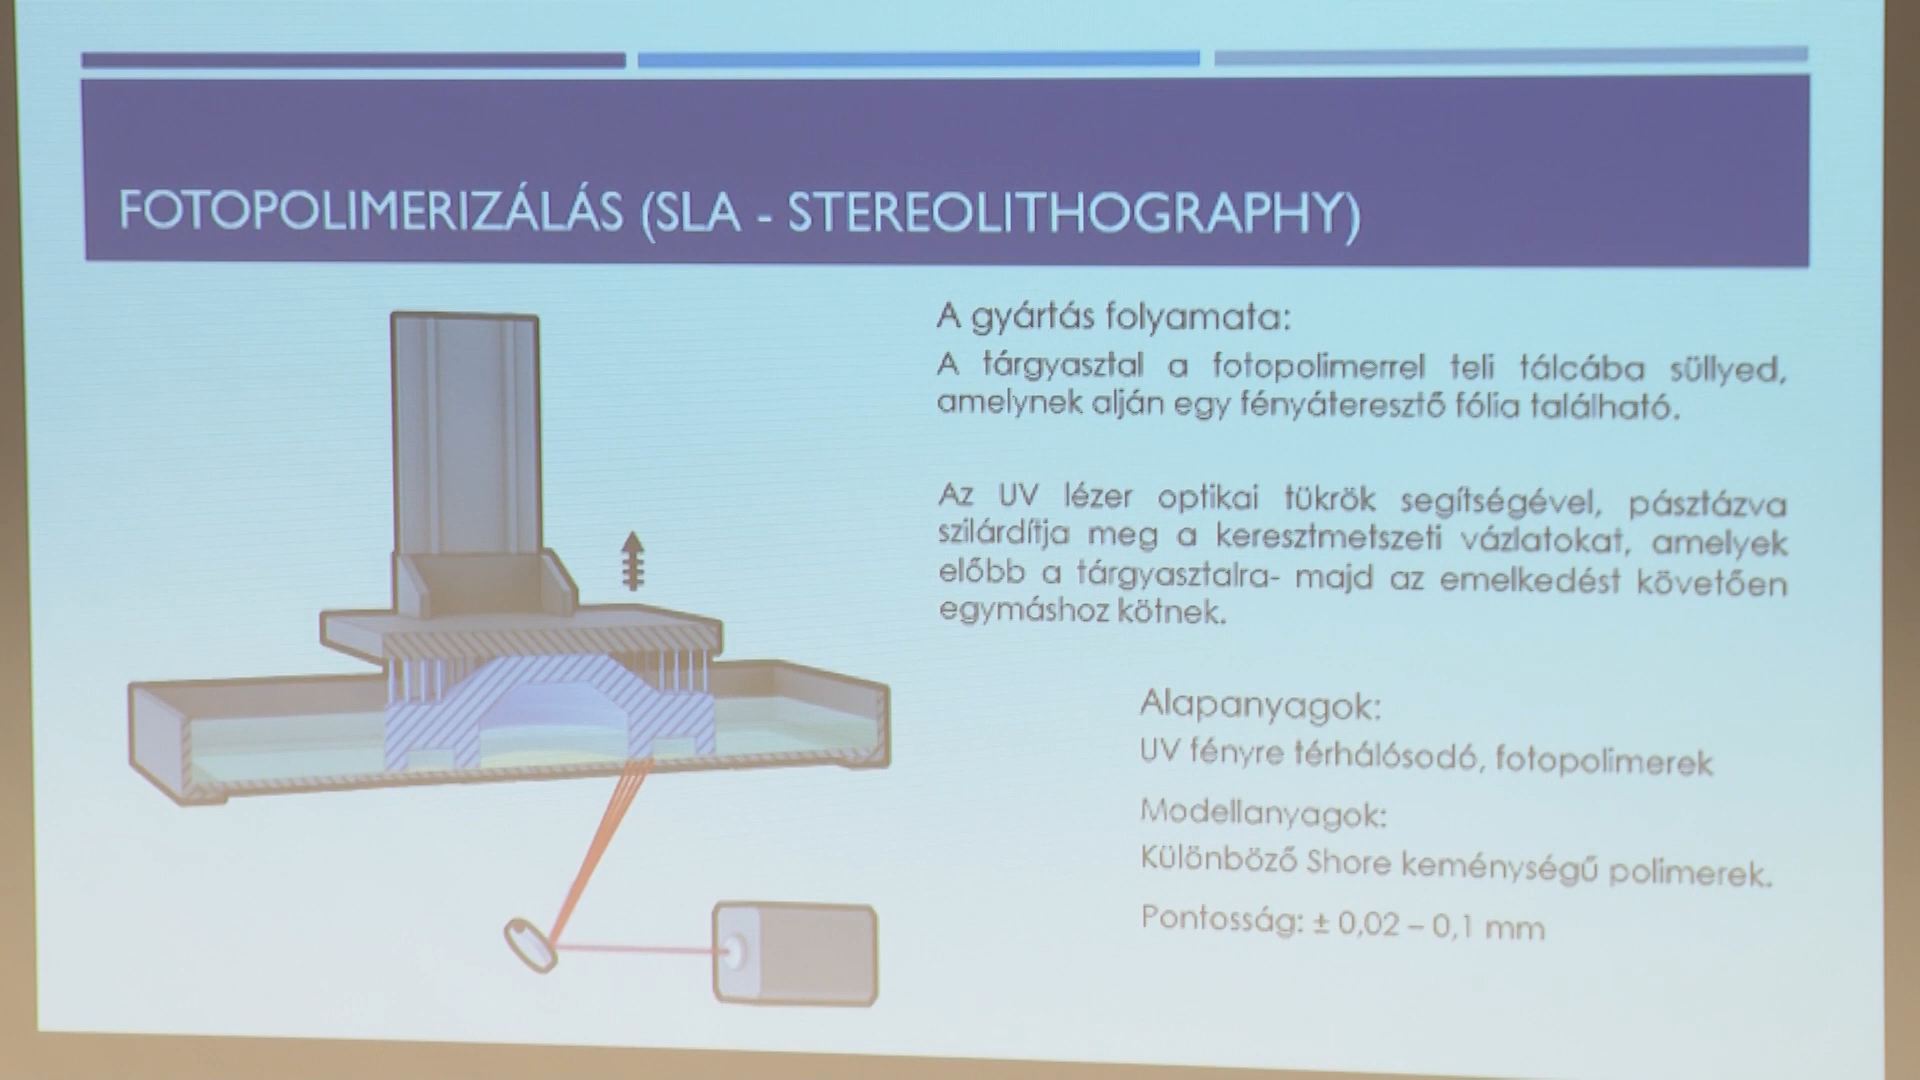 FOTOPOLIMERIZÁLÁS (SLA - STEREOLITHOGRAPHY)
A gyártás folyamata:
A tárgyasztal a fotopolimerrel teli tálcába süllyed,
amelynek alján egy fényáteresztő fólia található.
Az UV lézer optikai tükrök segítségével, pásztázva
szilárdítja meg a keresztmetszeti vázlatokat, amelyek
előbb a tárgyasztalra- majd az emelkedést követően
egymáshoz kötnek.
Alapanyagok:
UV fényre térhálósodó, fotopolimerek
Modellanyagok:
Különböző Shore keménységű polimerek.
Pontosság: ± 0,02 – 0,1 mm